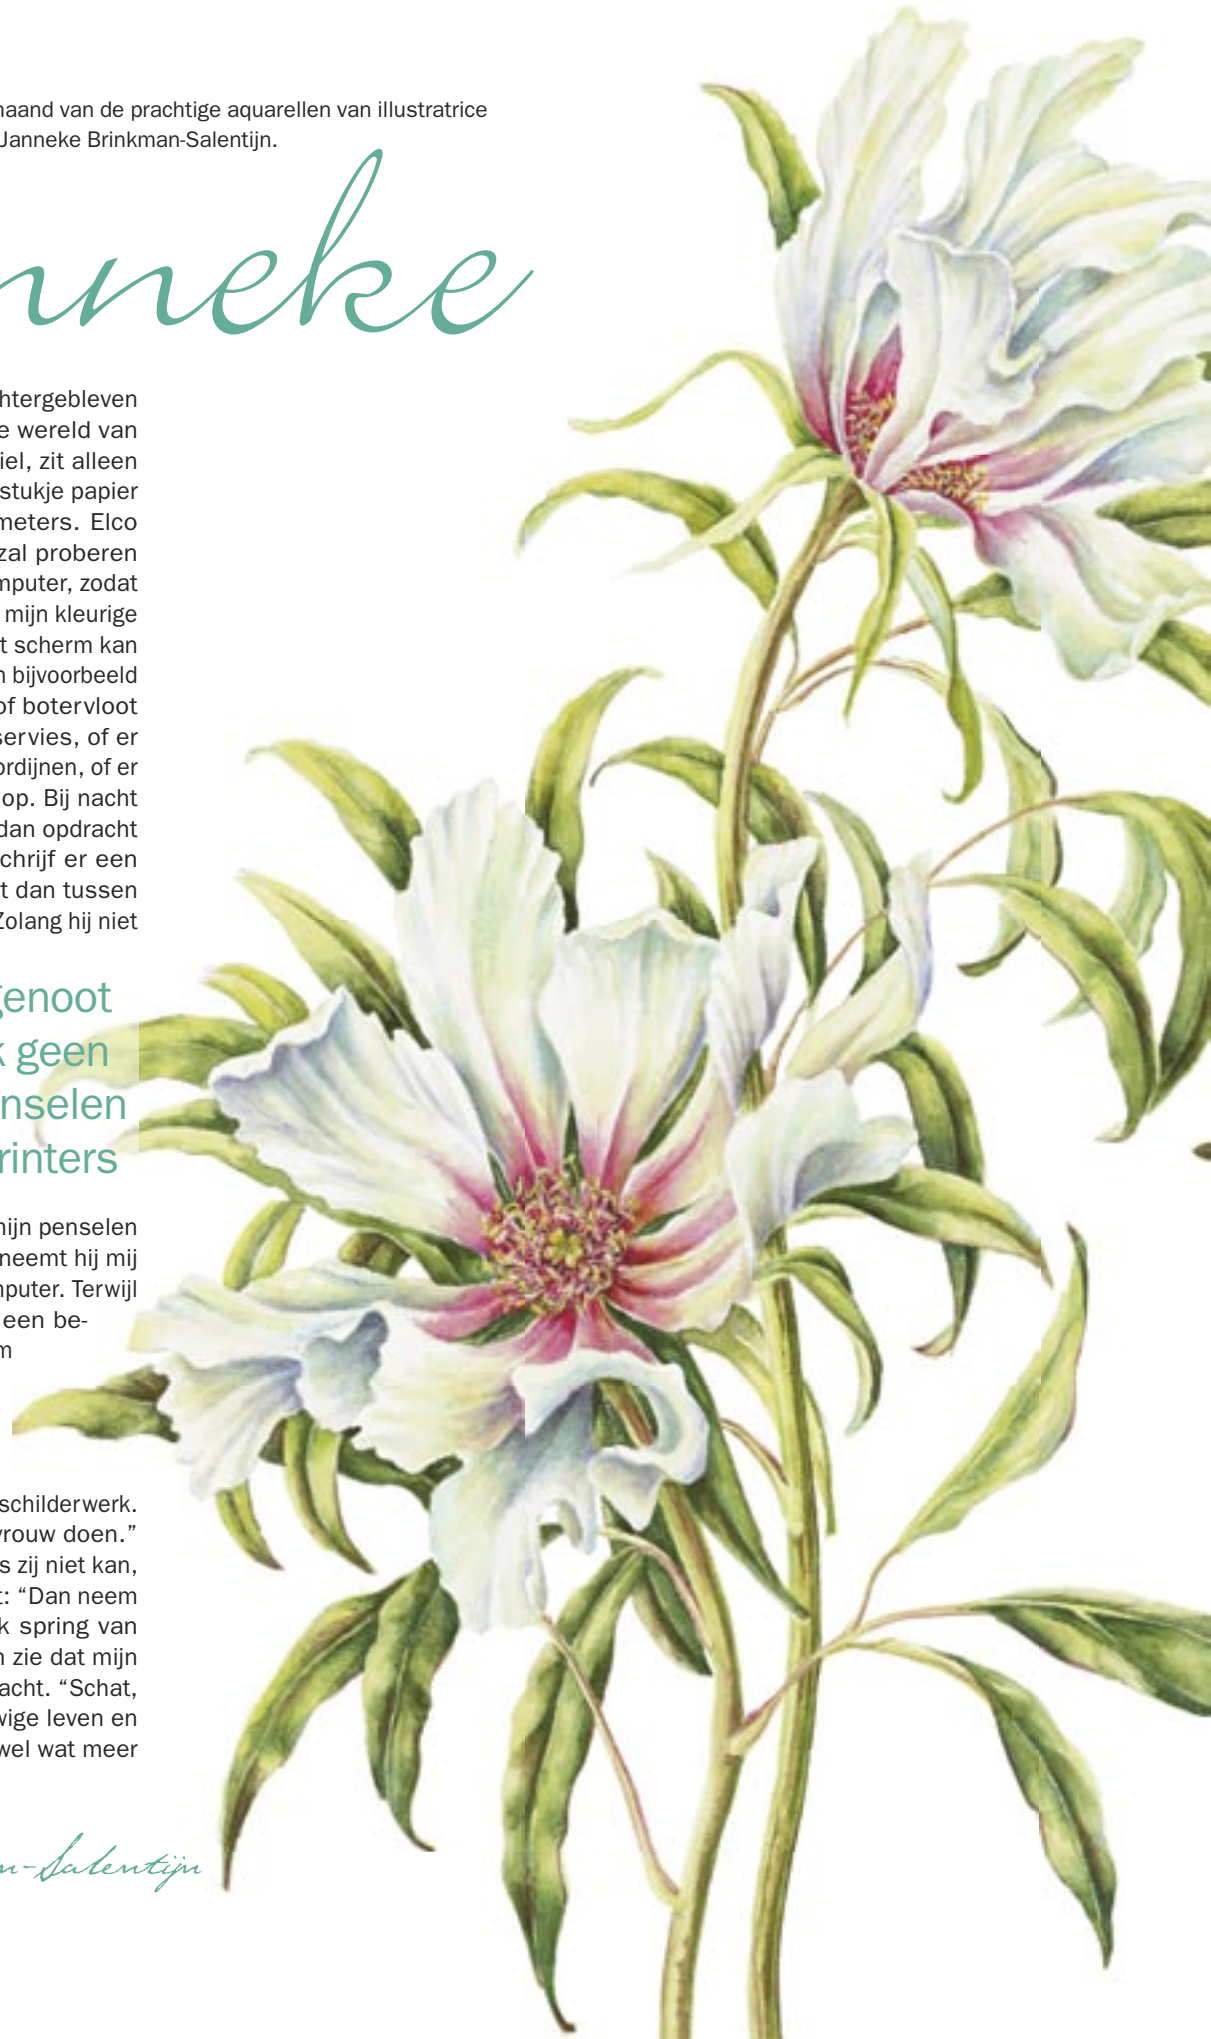 van de prachtige aquarellen van illustratrice
Janneke Brinkman-Salentijn.
nneke
htergebleven
e wereld van
iel, zit alleen
stukje papier
meters. Elco
zal proberen
mputer, zodat
mijn kleurige
t scherm kan
n bijvoorbeeld
of botervloot
servies, of er
ordijnen, of er
op. Bij nacht
dan opdracht
chrijf er een
t dan tussen
Zolang hij niet
genoot
k geen
nselen
rinters
mijn penselen
neemt hij mij
mputer. Terwijl
een be-
m
schilderwerk.
vrouw doen.”
s zij niet kan,
t: “Dan neem
k spring van
n zie dat mijn
acht. “Schat,
wige leven en
wel wat meer
n-Salentijn